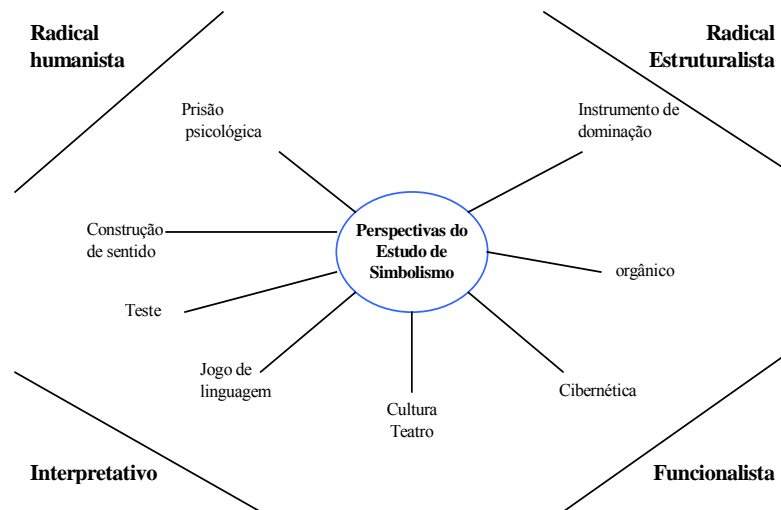 Radical
humanista
Radical
Estruturalista
Prisão
psicológica
Instrumento de
dominação
Construção
de sentido
Perspectivas do
Estudo de
Simbolismo
orgânico
Teste
Jogo de
linguagem
Cultura
Teatro
Cibernética
Interpretativo
Funcionalista